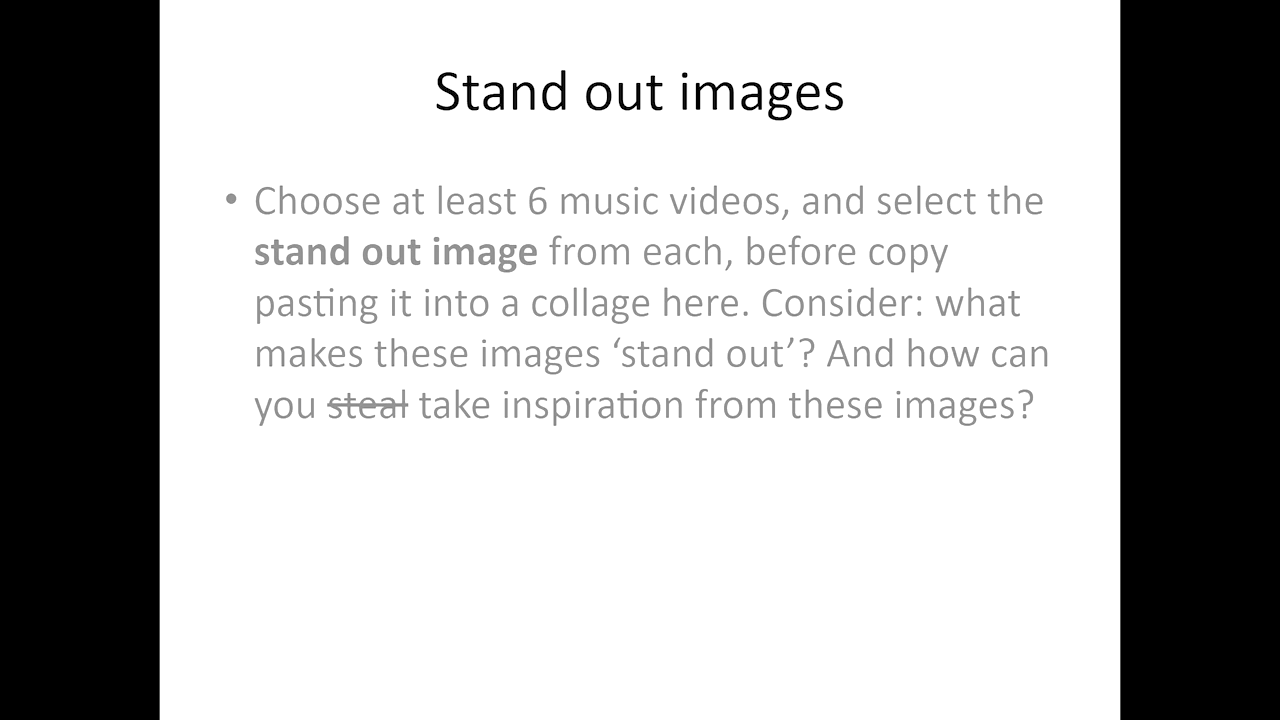 Stand out images
• Choose at least 6 music videos, and select the
stand out image from each, before copy
pasting it into a collage here. Consider: what
makes these images ‘stand out’? And how can
you steal take inspiration from these images?